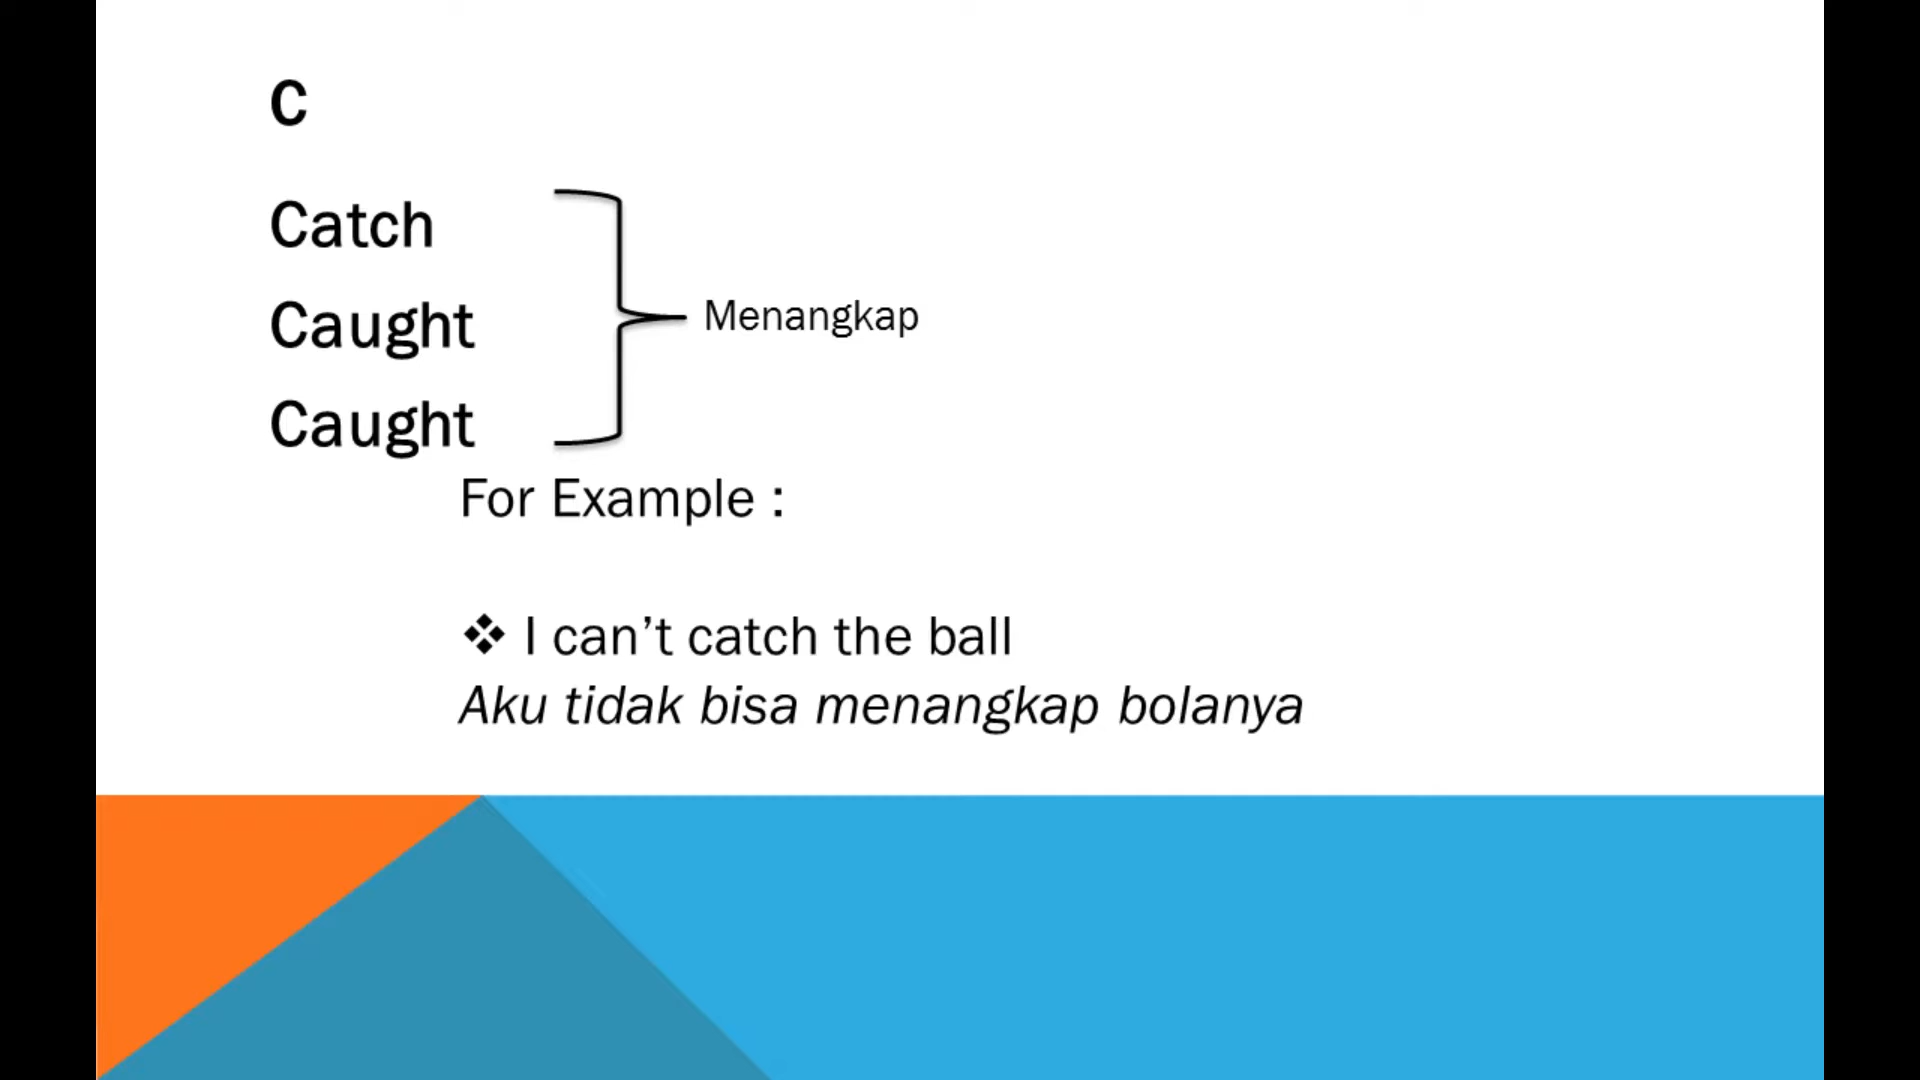 C
Catch
Caught
Caught
Menangkap
For Example :
❖ I can’t catch the ball
Aku tidak bisa menangkap bolanya